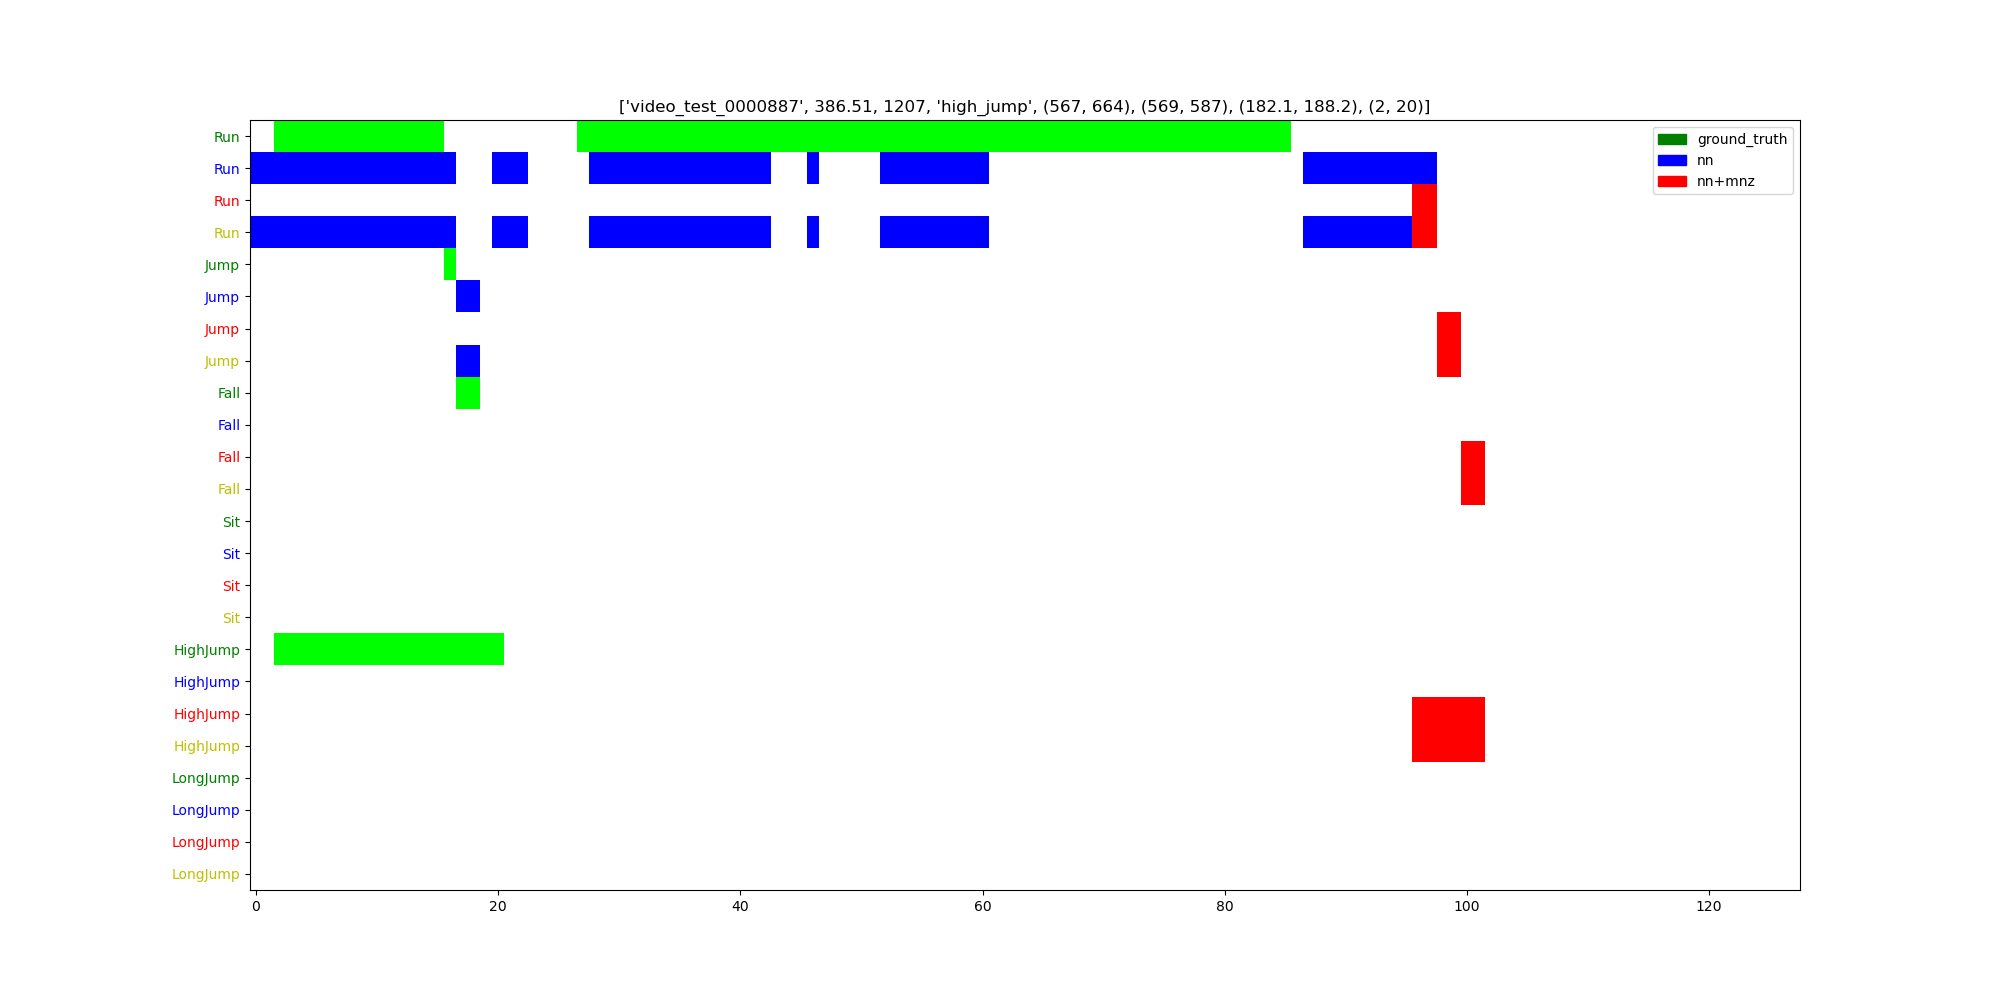 ['video_test_0000887', 386.51, 1207, 'high_jump', (567, 664), (569, 587), (182.1, 188.2), (2, 20)]
ground_truth
nn
nn+mnz
Run
Run
Run
Run
Jump
Jump
Jump
Jump
Fall
Fall
Fall
Fall
Sit
Sit
Sit
Sit
HighJump
HighJump
HighJump
HighJump
LongJump
LongJump
LongJump
LongJump
0 20 40 60 80 100 120